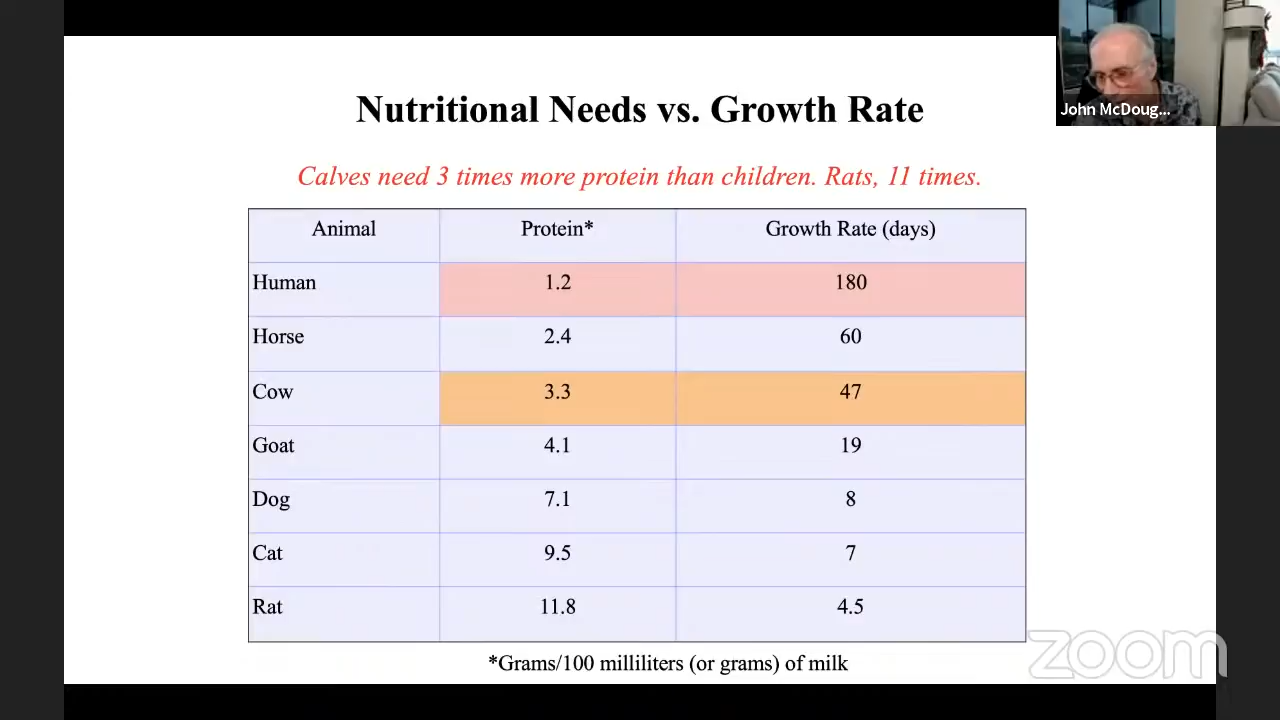 John McDoug...
Nutritional Needs vs. Growth Rate
Calves need 3 times more protein than children. Rats, 11 times.
Animal Protein* Growth Rate (days)
Human 1.2 180
Horse 2.4 60
Cow 3.3 47
Goat 4.1 19
Dog 7.1 8
Cat 9.5 7
Rat 11.8 4.5
*Grams/100 milliliters (or grams) of milk
zoom